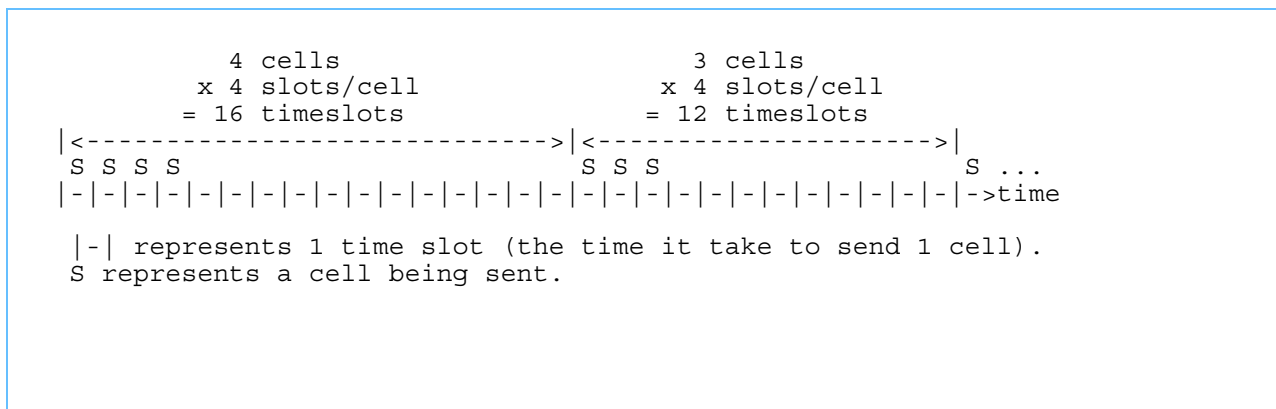 4 cells 3 cells
x 4 slots/cell x 4 slots/cell
= 16 timeslots = 12 timeslots
|<----------------------------->|<---------------------->|
S S S S S S S S ...
|-|-|-|-|-|-|-|-|-|-|-|-|-|-|-|-|-|-|-|-|-|-|-|-|-|-|-|-|->time
|-| represents 1 time slot (the time it take to send 1 cell).
S represents a cell being sent.